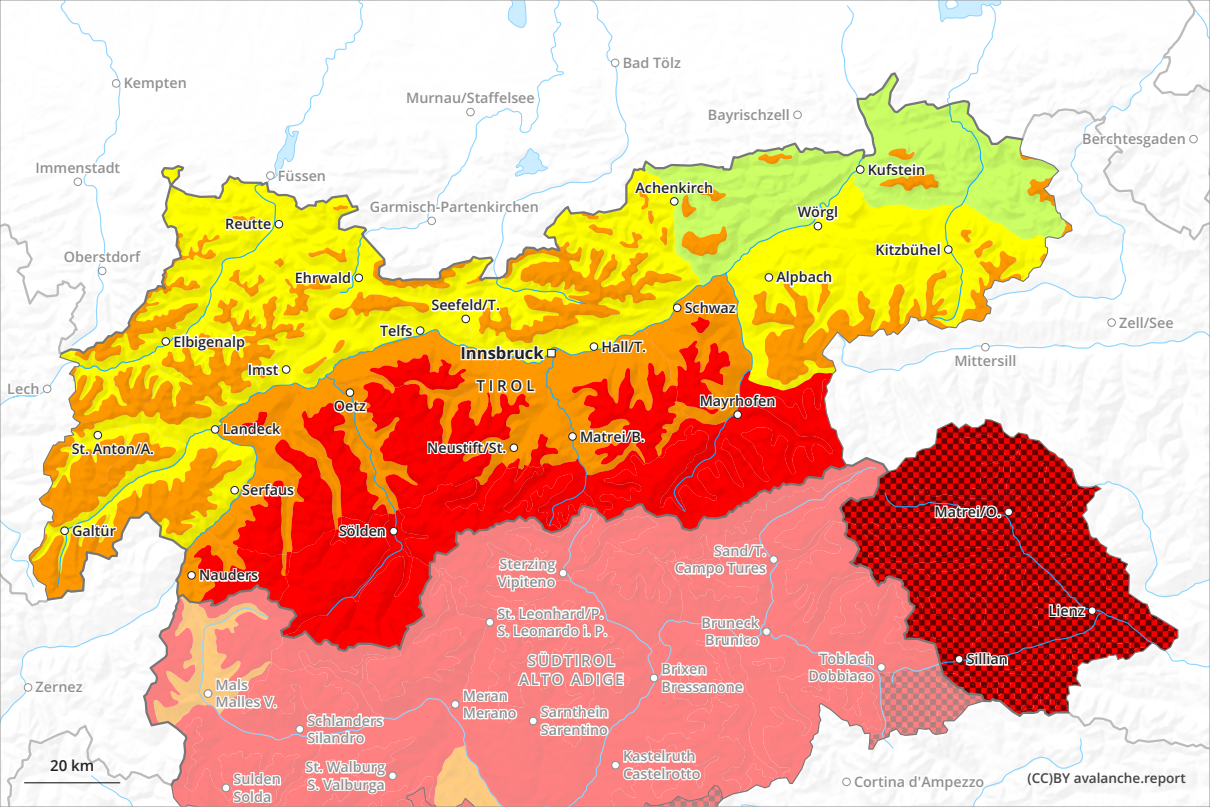 Bad Tölz
Kempten
Murnau/Staffelsee
Bayrischzell
Berchtesgaden
Immenstadt
Füssen
Kufstein
Achenkirch
Garmisch-Partenkirchen
Wörgl
Reutte
Kitzbühel
Oberstdorf
Ehrwald
Alpbach
Seefeld/T.
Schwaz
Zell/See
Telfs
Elbigenalp
Innsbruck
Hall/T.
Mittersill
Imst
TIROL
Lech
Oetz
Mayrhofen
Landeck
Matrei/B.
St. Anton/A.
Neustift/St.
Serfaus
Matrei/O.
Galtür
Sölden
Sand/T.
Campo Tures
Sterzing
Vipiteno
Nauders
St. Leonhard/P.
S. Leonardo i. P.
Lienz
Bruneck
Brunico
SÜDTIROL
ALTO ADIGE
Toblach
Dobbiaco
Sillian
Brixen
Bressanone
Zernez
Mals
Malles V.
Meran
Merano
Sarnthein
Sarentino
Schlanders
Silandro
Kastelruth
Castelrotto
St. Walburg
S. Valburga
Sulden
Solda
Cortina d'Ampezzo
20 km
(CC)BY avalanche.report